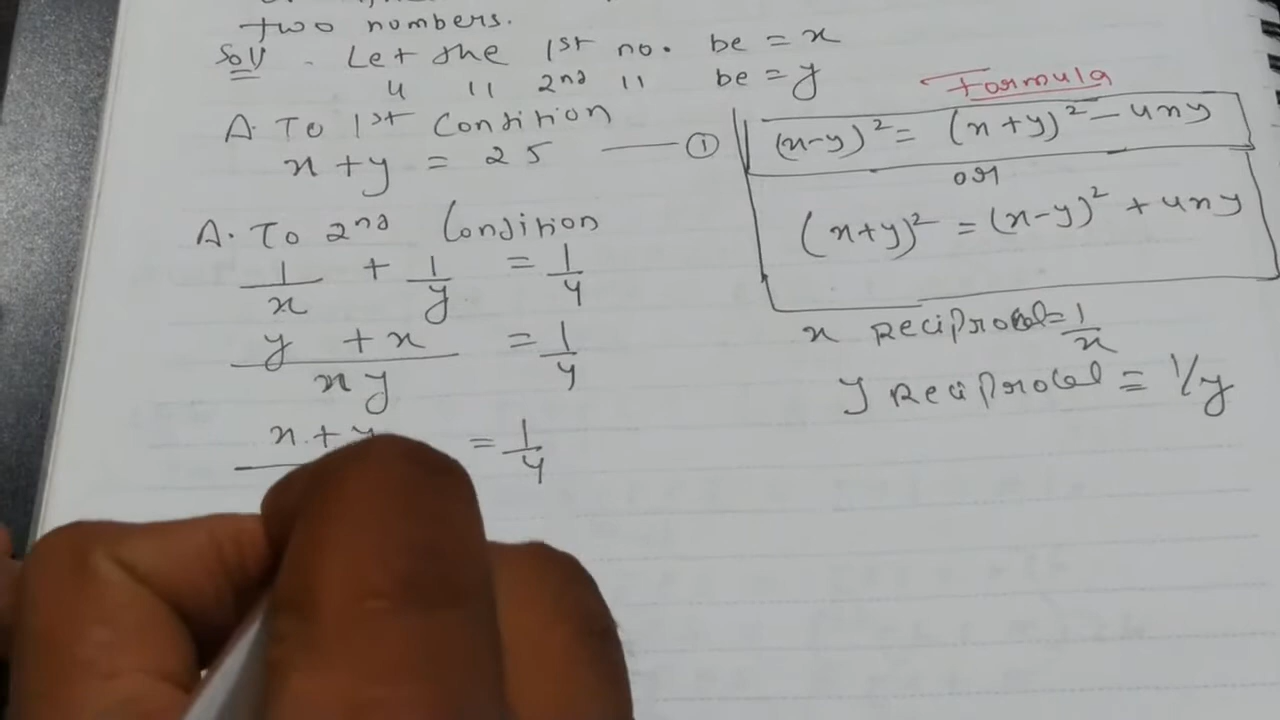 two numbers.
Sol . Let the 1st no. be = x
" " 2nd " be = y
A. To 1st Condition
x + y = 25 — ①
A. To 2nd Condition
1/x + 1/y = 1/4
y + x / xy = 1/4
x + y = 1/4
Formula
(x-y)² = (x+y)² - 4xy
or
(x+y)² = (x-y)² + 4xy
x Reciprocal = 1/x
y Reciprocal = 1/y